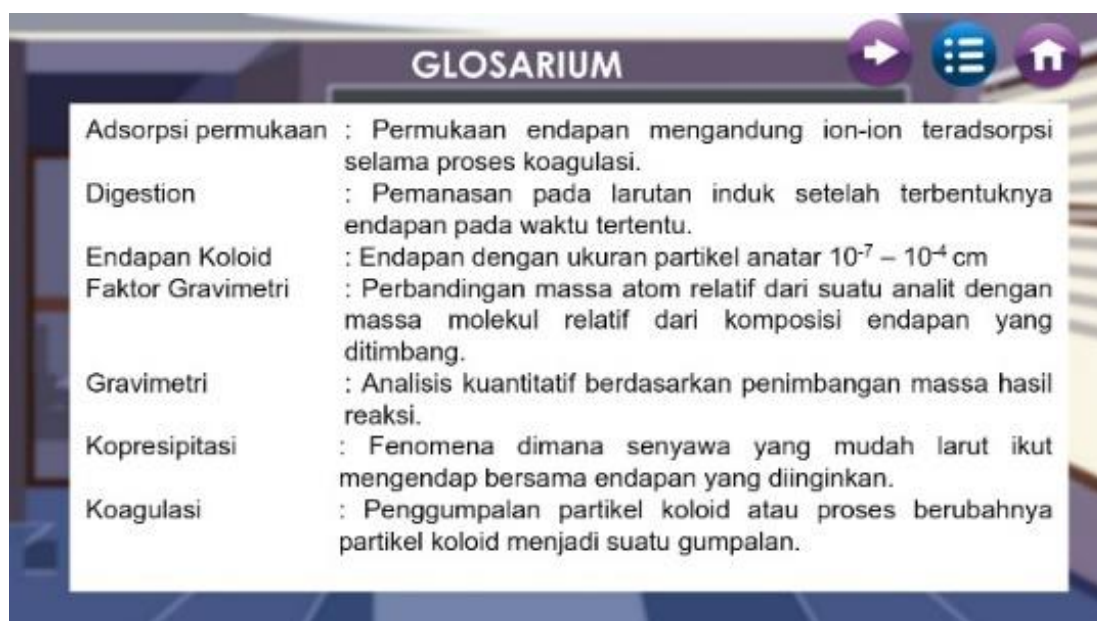 GLOSARIUM
Adsorpsi permukaan : Permukaan endapan mengandung ion-ion teradsorpsi
selama proses koagulasi.
Digestion : Pemanasan pada larutan induk setelah terbentuknya
endapan pada waktu tertentu.
Endapan Koloid : Endapan dengan ukuran partikel anatar 10⁻⁷ – 10⁻⁴ cm
Faktor Gravimetri : Perbandingan massa atom relatif dari suatu analit dengan
massa molekul relatif dari komposisi endapan yang
ditimbang.
Gravimetri : Analisis kuantitatif berdasarkan penimbangan massa hasil
reaksi.
Kopresipitasi : Fenomena dimana senyawa yang mudah larut ikut
mengendap bersama endapan yang diinginkan.
Koagulasi : Penggumpalan partikel koloid atau proses berubahnya
partikel koloid menjadi suatu gumpalan.